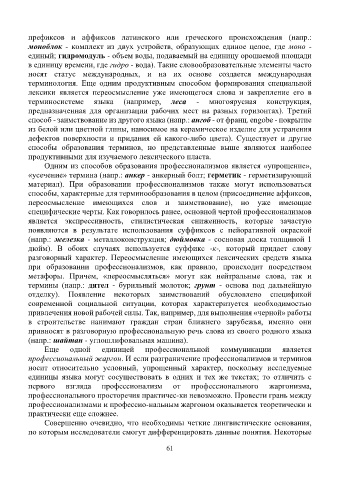 префиксов и аффиксов латинского или греческого происхождения (напр.:
моноблок - комплект из двух устройств, образующих единое целое, где моно -
единый; гидромодуль - объем воды, подаваемый на единицу орошаемой площади
в единицу времени, где гидро - вода). Такие словообразовательные элементы часто
носят статус международных, и на их основе создается международная
терминология. Еще одним продуктивным способом формирования специальной
лексики является переосмысление уже имеющегося слова и закрепление его в
терминосистеме языка (например, леса - многоярусная конструкция,
предназначенная для организации рабочих мест на разных горизонтах). Третий
способ - заимствование из другого языка (напр.: ангоб - от франц. engobe - покрытие
из белой или цветной глины, наносимое на керамическое изделие для устранения
дефектов поверхности и придания ей какого-либо цвета). Существует и другие
способы образования терминов, но представленные выше являются наиболее
продуктивными для изучаемого лексического пласта.
Одним из способов образования профессионализмов является «упрощение»,
«усечение» термина (напр.: анкер - анкерный болт; герметик - герметизирующий
материал). При образовании профессионализмов также могут использоваться
способы, характерные для терминообразования в целом (присоединение аффиксов,
переосмысление имеющихся слов и заимствование), но уже имеющие
специфические черты. Как говорилось ранее, основной чертой профессионализмов
является экспрессивность, стилистическая сниженность, которые зачастую
появляются в результате использования суффиксов с пейоративной окраской
(напр.: железка - металлоконструкция; дюймовка - основная доска толщиной 1
дюйм). В обоих случаях используется суффикс -к-, который придает слову
разговорный характер. Переосмысление имеющихся лексических средств языка
при образовании профессионализмов, как правило, происходит посредством
метафоры. Причем, «переосмысляться» могут как нейтральные слова, так и
термины (напр.: дятел - бурильный молоток; грунт - основа под дальнейшую
отделку). Появление некоторых заимствований обусловлено спецификой
современной социальной ситуации, которая характеризуется необходимостью
привлечения новой рабочей силы. Так, например, для выполнения «черной» работы
в строительстве нанимают граждан стран ближнего зарубежья, именно они
привносят в разговорную профессиональную речь слова из своего родного языка
(напр.: найтап - углошлифовальная машина).
Еще одной единицей профессиональной коммуникации является
профессиональный жаргон. И если разграничение профессионализмов и терминов
носит относительно условный, упрощенный характер, поскольку исследуемые
единицы языка могут сосуществовать в одних и тех же текстах; то отличить с
первого взгляда профессионализм от профессионального жаргонизма,
профессионального просторечия практичес-ки невозможно. Провести грань между
профессионализмами и профессио-нальным жаргоном оказывается теоретически и
практически еще сложнее.
Совершенно очевидно, что необходимы четкие лингвистические основания,
по которым исследователи смогут дифференцировать данные понятия. Некоторые
61